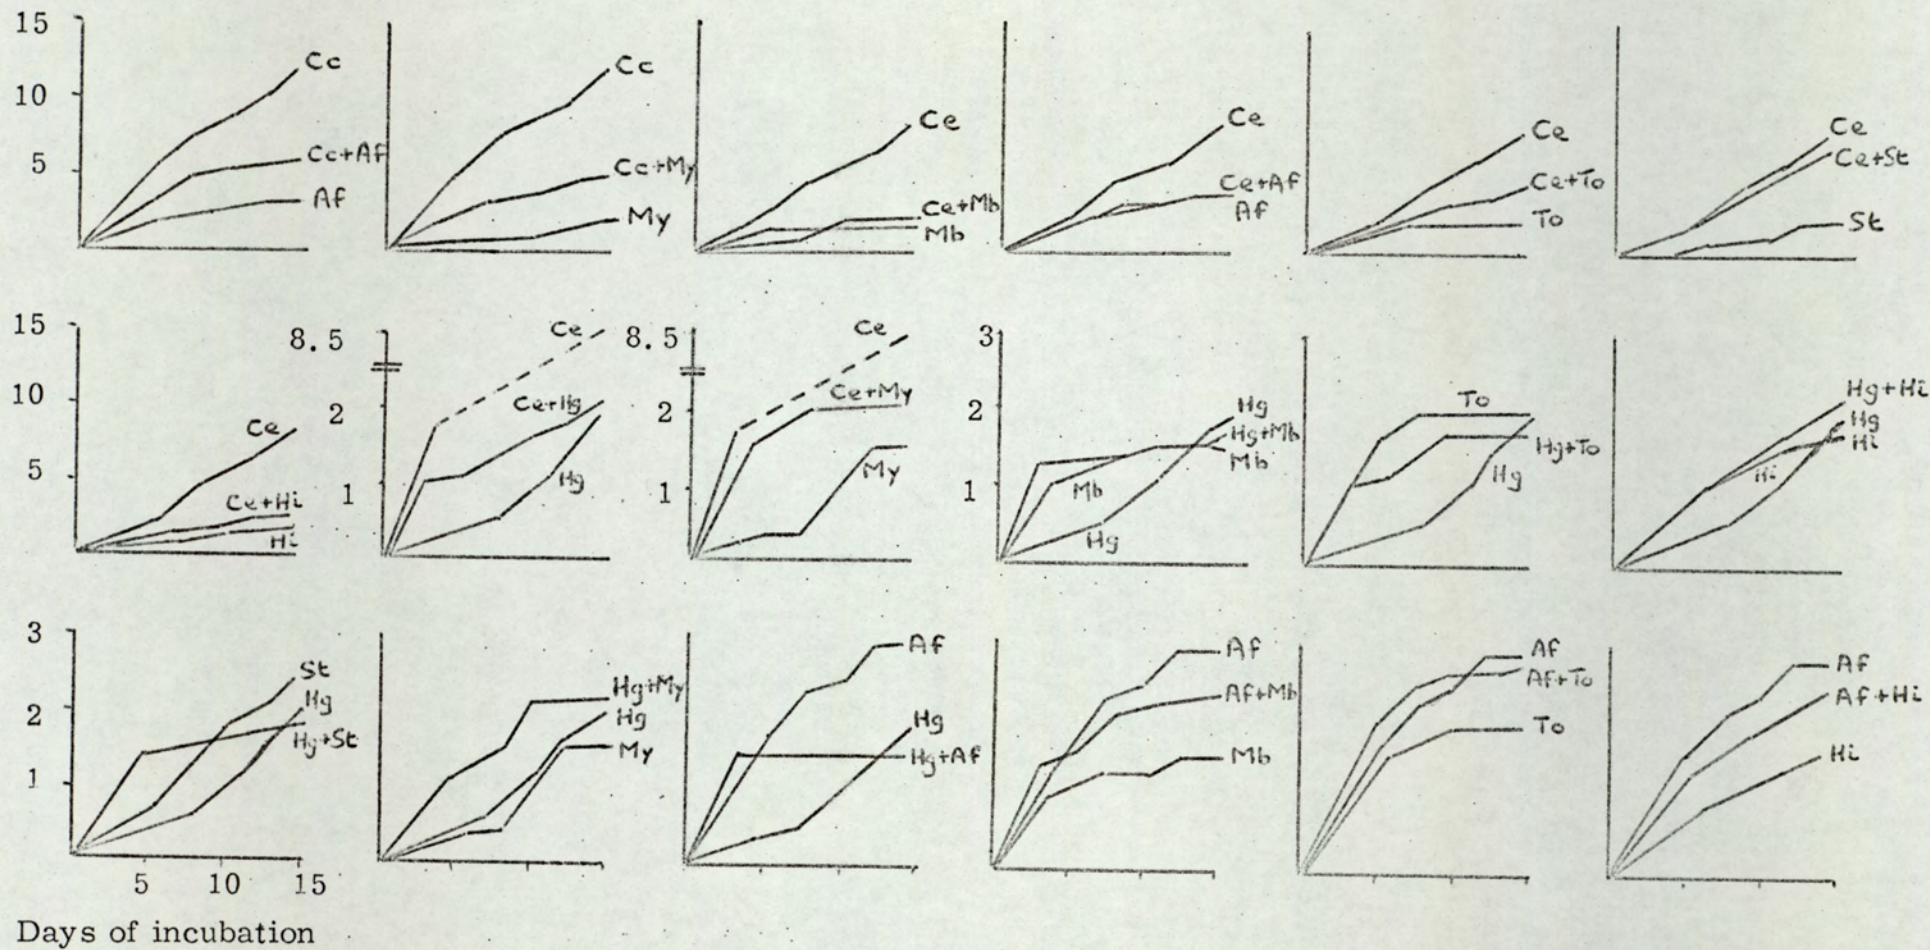 15
10
5
Cc
Cc+Af
Af
Cc
Cc+My
My
Ce
Ce+Mb
Mb
Ce
Ce+Af
Af
Ce
Ce+To
To
Ce
Ce+St
St
15
10
5
Ce
Ce+Hi
Hi
8.5
2
1
Ce
Ce+Hg
Hg
8.5
2
1
Ce
Ce+My
My
3
2
1
Hg
Hg+Mb
Mb
Mb
Hg
To
Hg+To
Hg
Hg+Hi
Hg
Hi
Hi
3
2
1
St
Hg
Hg+St
5 10 15
Hg+My
Hg
My
Af
Hg
Hg+Af
Af
Af+Mb
Mb
Af
Af+To
To
Af
Af+Hi
Hi
Days of incubation